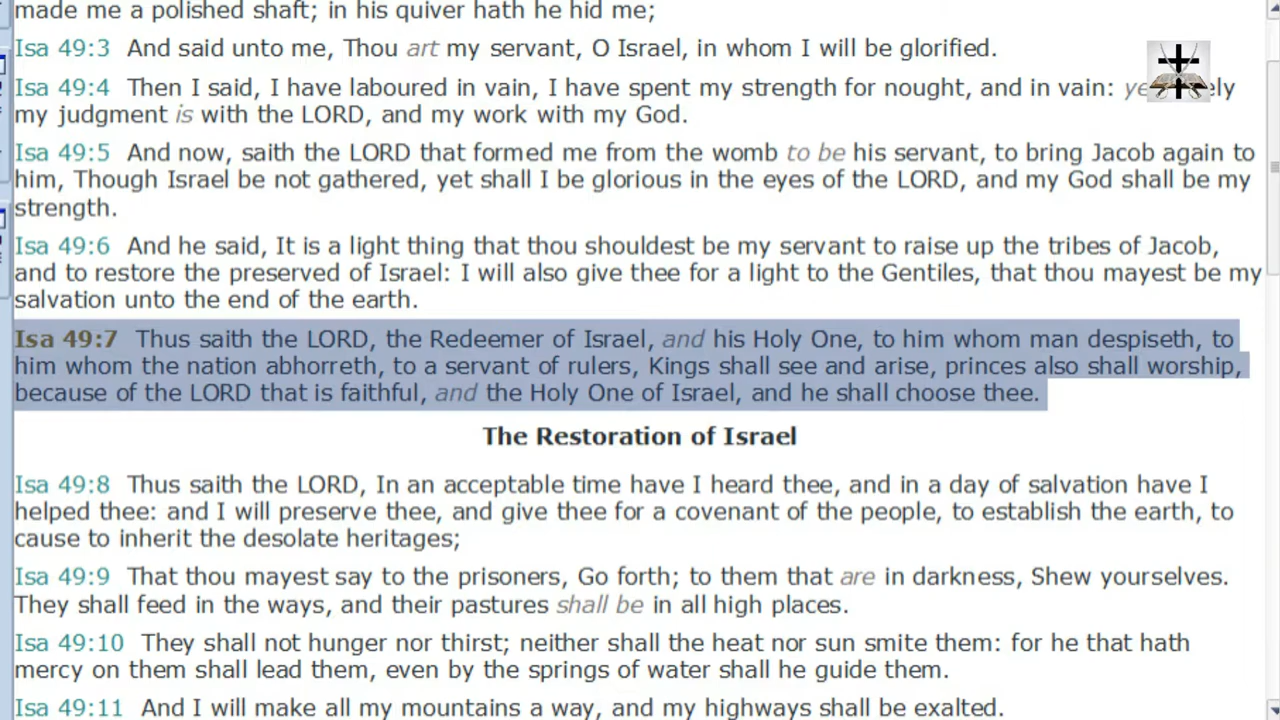 made me a polished shaft; in his quiver hath he hid me;
Isa 49:3 And said unto me, Thou art my servant, O Israel, in whom I will be glorified.
Isa 49:4 Then I said, I have laboured in vain, I have spent my strength for nought, and in vain:
my judgment is with the LORD, and my work with my God.
Isa 49:5 And now, saith the LORD that formed me from the womb to be his servant, to bring Jacob again to
him, Though Israel be not gathered, yet shall I be glorious in the eyes of the LORD, and my God shall be my
strength.
Isa 49:6 And he said, It is a light thing that thou shouldest be my servant to raise up the tribes of Jacob,
and to restore the preserved of Israel: I will also give thee for a light to the Gentiles, that thou mayest be my
salvation unto the end of the earth.
Isa 49:7 Thus saith the LORD, the Redeemer of Israel, and his Holy One, to him whom man despiseth, to
him whom the nation abhorreth, to a servant of rulers, Kings shall see and arise, princes also shall worship,
because of the LORD that is faithful, and the Holy One of Israel, and he shall choose thee.
The Restoration of Israel
Isa 49:8 Thus saith the LORD, In an acceptable time have I heard thee, and in a day of salvation have I
helped thee: and I will preserve thee, and give thee for a covenant of the people, to establish the earth, to
cause to inherit the desolate heritages;
Isa 49:9 That thou mayest say to the prisoners, Go forth; to them that are in darkness, Shew yourselves.
They shall feed in the ways, and their pastures shall be in all high places.
Isa 49:10 They shall not hunger nor thirst; neither shall the heat nor sun smite them: for he that hath
mercy on them shall lead them, even by the springs of water shall he guide them.
Isa 49:11 And I will make all my mountains a way, and my highways shall be exalted.